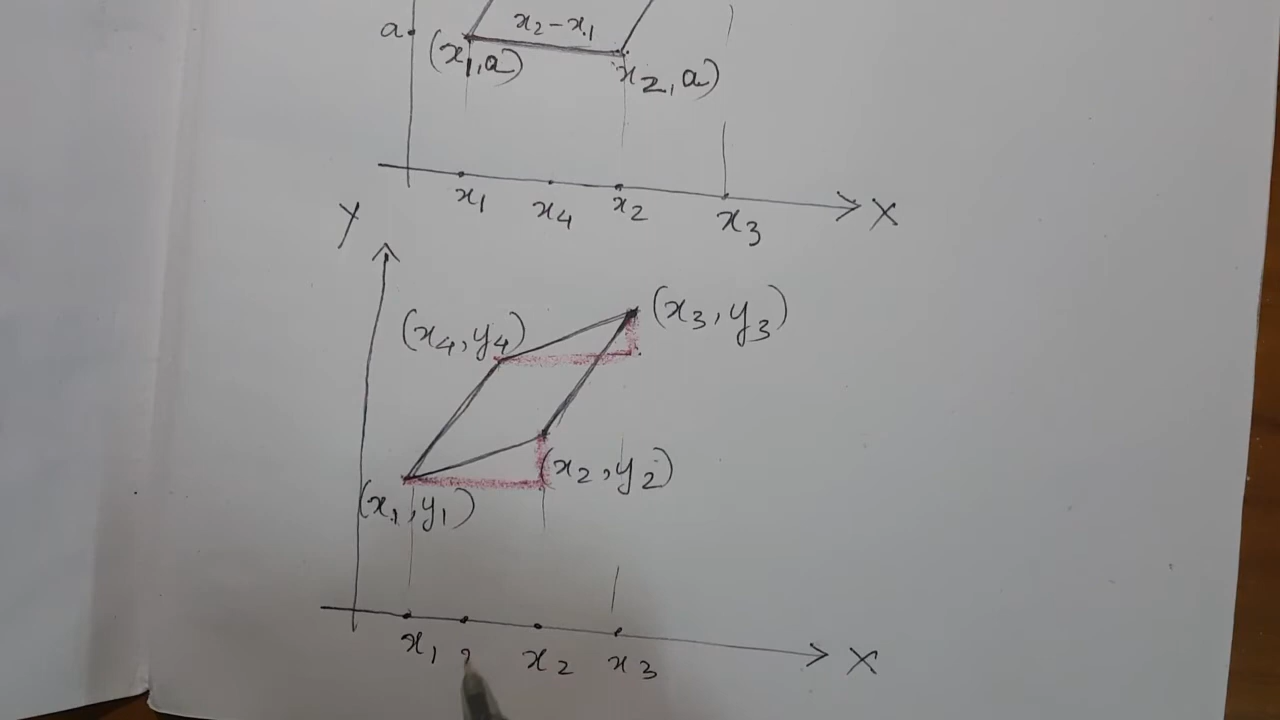 x₂-x₁
a
(x₁,a)
x₂,a)
x₁ x₄ x₂ x₃ X
Y
(x₃,y₃)
(x₄,y₄)
(x₂,y₂)
(x₁,y₁)
x₁ x₂ x₃ X